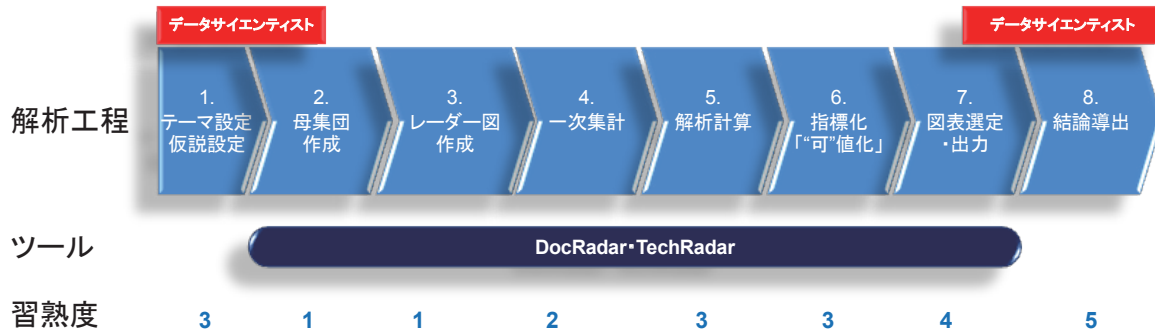 データサイエンティスト
データサイエンティスト
解析工程
1.
テーマ設定
仮説設定
2.
母集団
作成
3.
レーダー図
作成
4.
一次集計
5.
解析計算
6.
指標化
「“可”値化」
7.
図表選定
・出力
8.
結論導出
ツール
DocRadar・TechRadar
習熟度
3
1
1
2
3
3
4
5